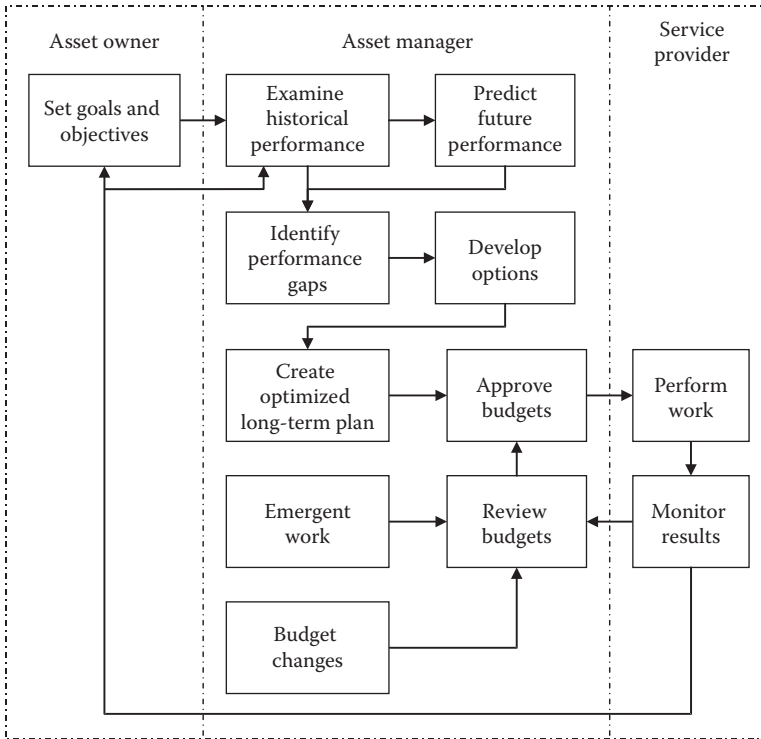 Asset owner
Asset manager
Service
provider
Set goals and
objectives
Examine
historical
performance
Predict
future
performance
Identify
performance
gaps
Develop
options
Create
optimized
long-term plan
Approve
budgets
Perform
work
Emergent
work
Review
budgets
Monitor
results
Budget
changes